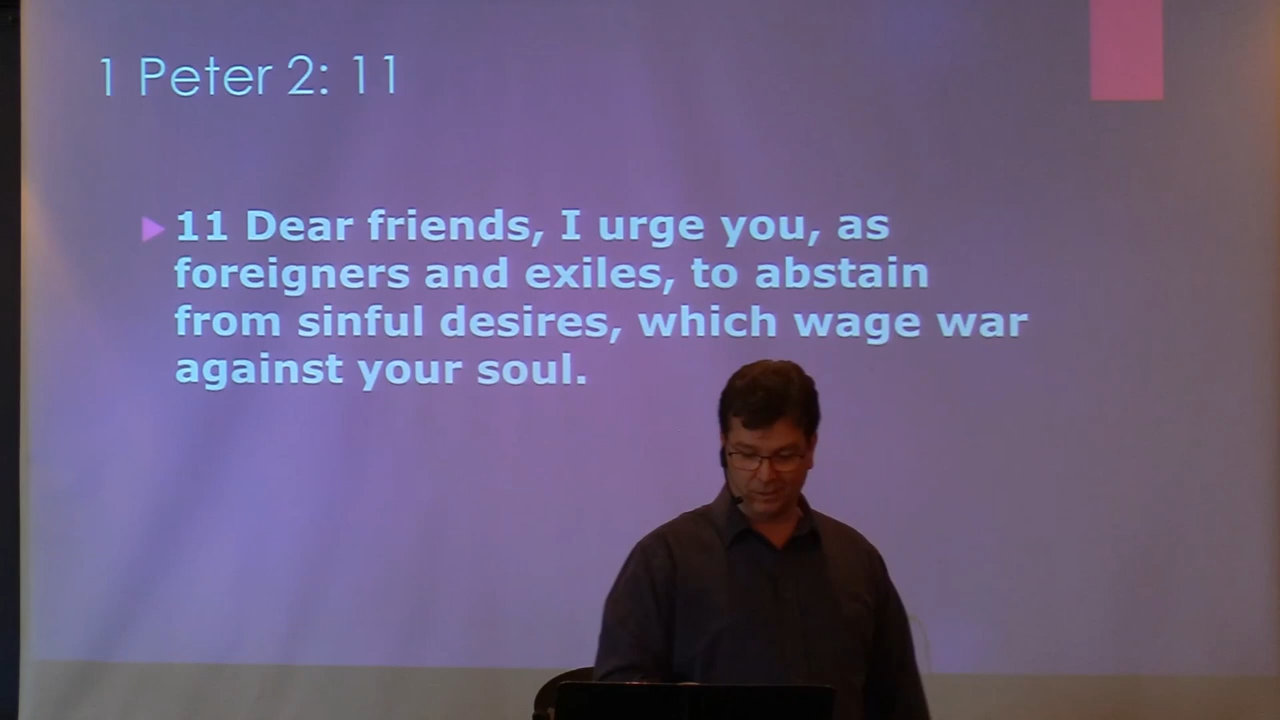 1 Peter 2: 11
11 Dear friends, I urge you, as
foreigners and exiles, to abstain
from sinful desires, which wage war
against your soul.